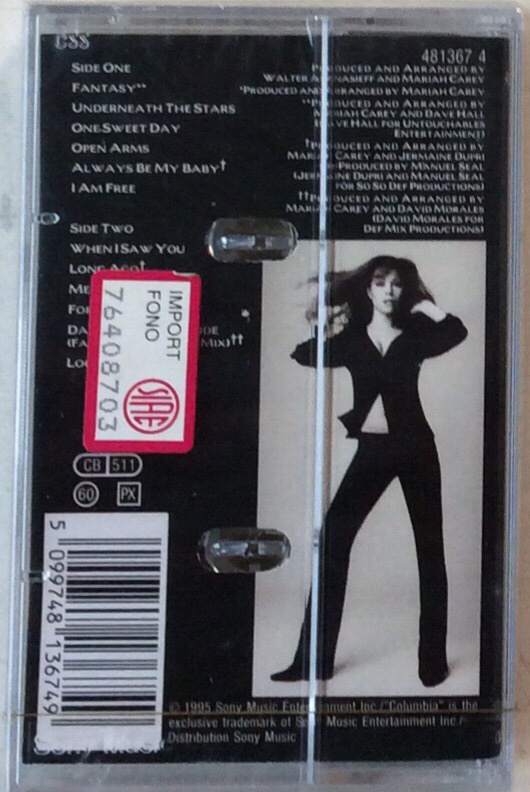 CSS
481367 4
SIDE ONE
FANTASY**
UNDERNEATH THE STARS
ONE SWEET DAY
OPEN ARMS
ALWAYS BE MY BABY†
I AM FREE
SIDE TWO
WHEN I SAW YOU
LONG AGO†
ODE
MIX)††
PRODUCED AND ARRANGED BY
WALTER AND MARIAH CAREY
*PRODUCED AND ARRANGED BY MARIAH CAREY
**PRODUCED AND ARRANGED BY
MARIAH CAREY AND DAVE HALL
(DAVE HALL FOR UNTOUCHABLES
ENTERTAINMENT)
†PRODUCED AND ARRANGED BY
MARIAH CAREY AND JERMAINE DUPRI
CO-PRODUCED BY MANUEL SEAL
(JERMAINE DUPRI AND MANUEL SEAL
FOR SO SO DEF PRODUCTIONS)
††PRODUCED AND ARRANGED BY
MARIAH CAREY AND DAVID MORALES
(DAVID MORALES FOR
DEF MIX PRODUCTIONS)
IMPORT
FONO
76408703
SIAE
CB 511
60 PX
5 099748 136749
© 1995 Sony Music Entertainment Inc./"Columbia" is the
exclusive trademark of Sony Music Entertainment Inc./
Distribution Sony Music
Sony Music